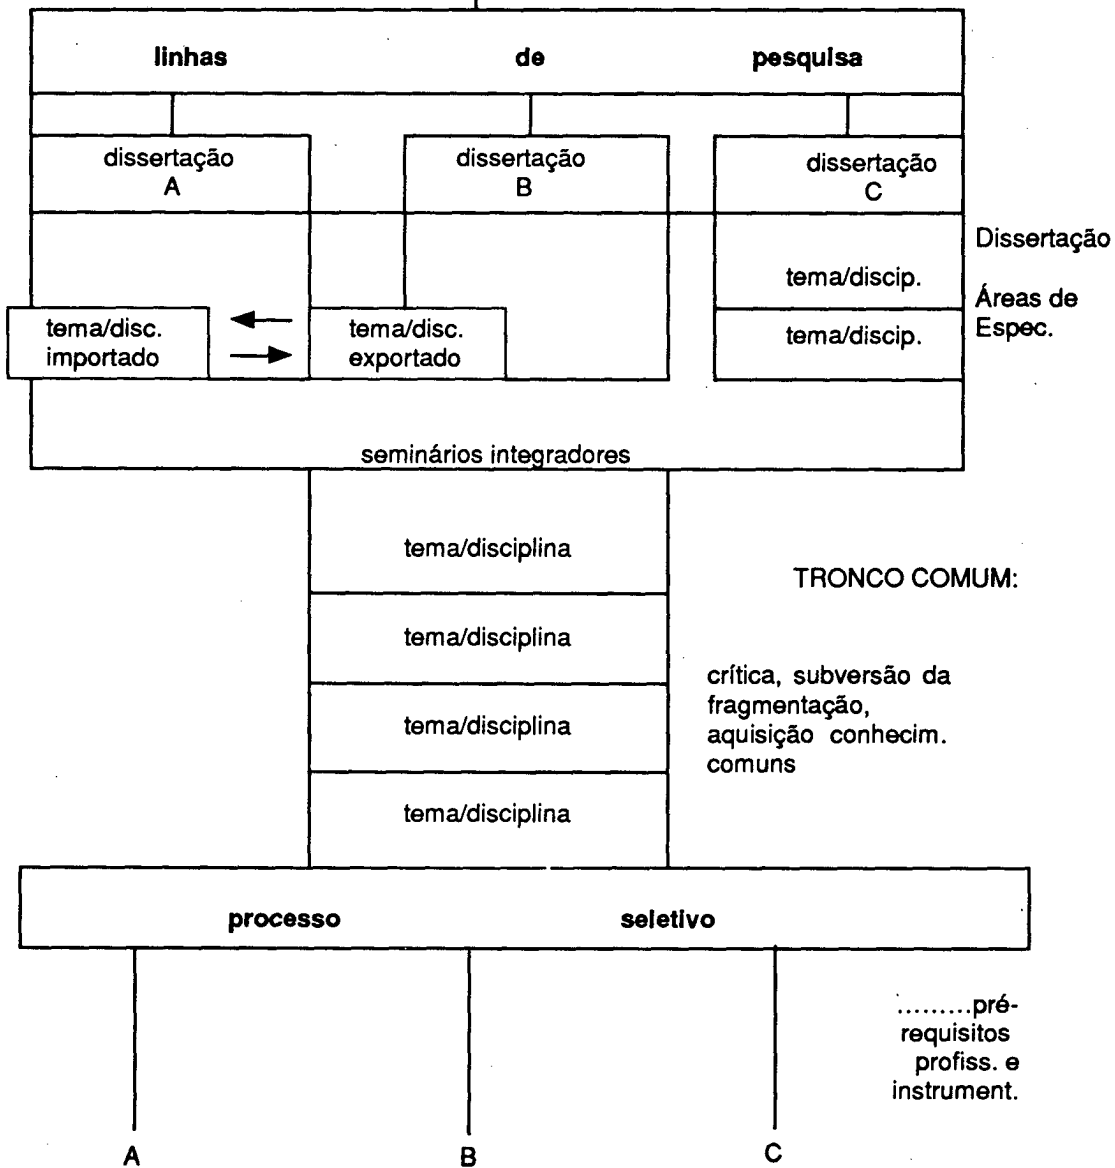 linhas de pesquisa
dissertação
A
dissertação
B
dissertação
C
Dissertação
tema/discip.
Áreas de
Espec.
tema/disc.
importado
tema/disc.
exportado
tema/discip.
seminários integradores
tema/disciplina
TRONCO COMUM:
tema/disciplina
crítica, subversão da
fragmentação,
aquisição conhecim.
comuns
tema/disciplina
tema/disciplina
processo seletivo
.........pré-
requisitos
profiss. e
instrument.
A
B
C